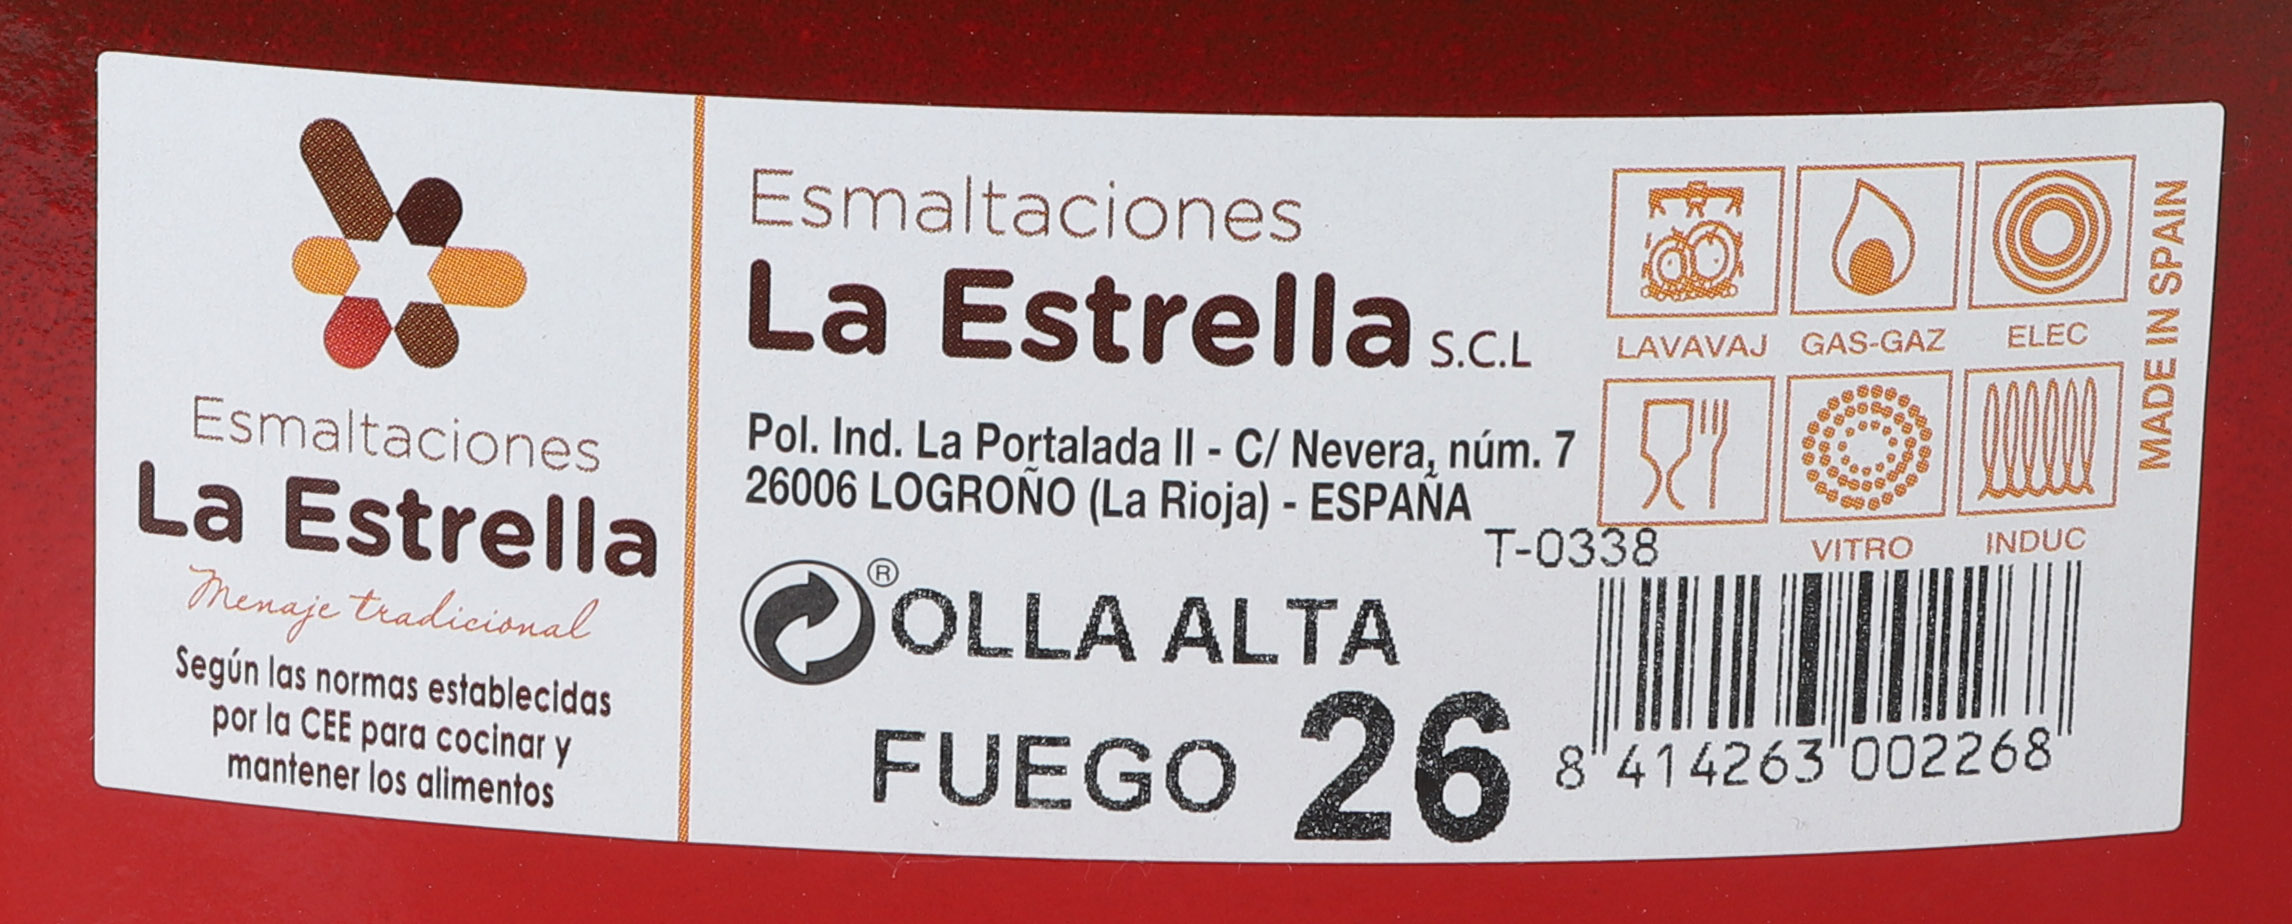 Esmaltaciones
La Estrella
Menaje tradicional
Según las normas establecidas
por la CEE para cocinar y
mantener los alimentos
Esmaltaciones
La Estrella S.C.L
Pol. Ind. La Portalada II - C/ Nevera, núm. 7
26006 LOGROÑO (La Rioja) - ESPAÑA
® OLLA ALTA
FUEGO 26
LAVAVAJ GAS-GAZ ELEC
VITRO INDUC
MADE IN SPAIN
T-0338
8 414263 002268